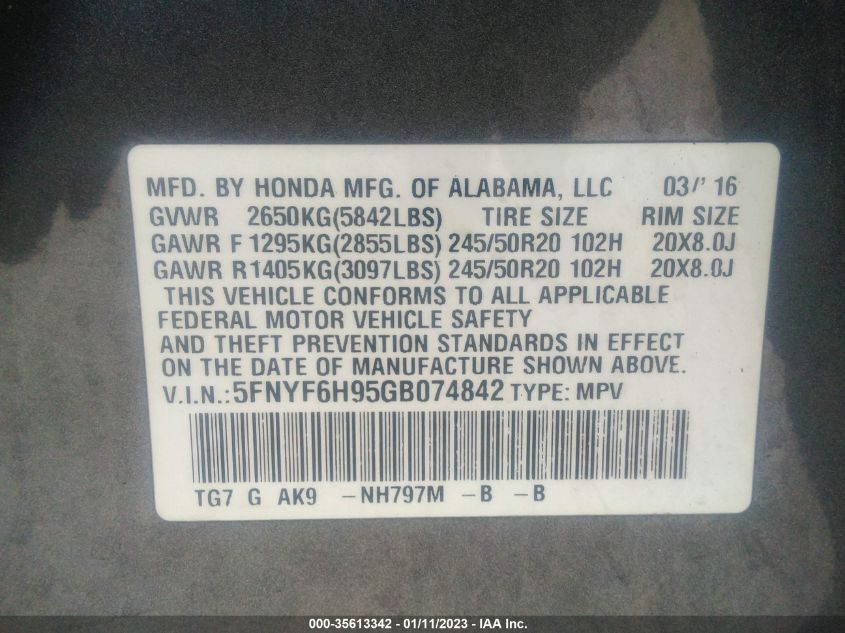 MFD. BY HONDA MFG. OF ALABAMA, LLC 03/' 16
GVWR 2650KG(5842LBS) TIRE SIZE RIM SIZE
GAWR F 1295KG(2855LBS) 245/50R20 102H 20X8.0J
GAWR R 1405KG(3097LBS) 245/50R20 102H 20X8.0J
THIS VEHICLE CONFORMS TO ALL APPLICABLE
FEDERAL MOTOR VEHICLE SAFETY
AND THEFT PREVENTION STANDARDS IN EFFECT
ON THE DATE OF MANUFACTURE SHOWN ABOVE.
V.I.N.:5FNYF6H95GB074842 TYPE: MPV
TG7 G AK9 -NH797M -B -B
000-35613342 - 01/11/2023 - IAA Inc.